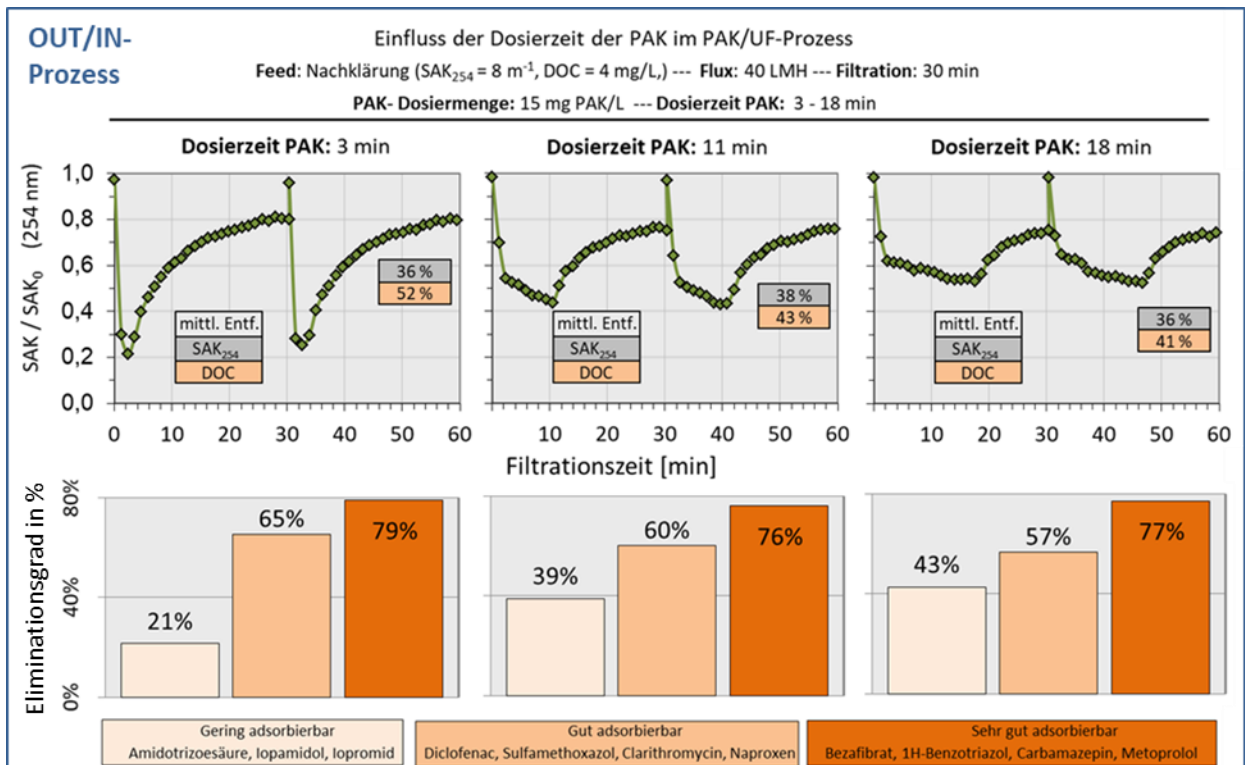 OUT/IN-
Prozess
Einfluss der Dosierzeit der PAK im PAK/UF-Prozess
Feed: Nachklärung (SAK₂₅₄ = 8 m⁻¹, DOC = 4 mg/L,) --- Flux: 40 LMH --- Filtration: 30 min
PAK- Dosiermenge: 15 mg PAK/L --- Dosierzeit PAK: 3 - 18 min
Dosierzeit PAK: 3 min
Dosierzeit PAK: 11 min
Dosierzeit PAK: 18 min
SAK / SAK₀ (254 nm)
1,0
0,8
0,6
0,4
0,2
0,0
36 %
52 %
mittl. Entf.
SAK₂₅₄
DOC
0 10 20 30 40 50 60
38 %
43 %
mittl. Entf.
SAK₂₅₄
DOC
10 20 30 40 50 60
36 %
41 %
mittl. Entf.
SAK₂₅₄
DOC
10 20 30 40 50 60
Filtrationszeit [min]
Eliminationsgrad in %
80%
40%
0%
21%
65%
79%
39%
60%
76%
43%
57%
77%
Gering adsorbierbar
Amidotrizoesäure, Iopamidol, Iopromid
Gut adsorbierbar
Diclofenac, Sulfamethoxazol, Clarithromycin, Naproxen
Sehr gut adsorbierbar
Bezafibrat, 1H-Benzotriazol, Carbamazepin, Metoprolol